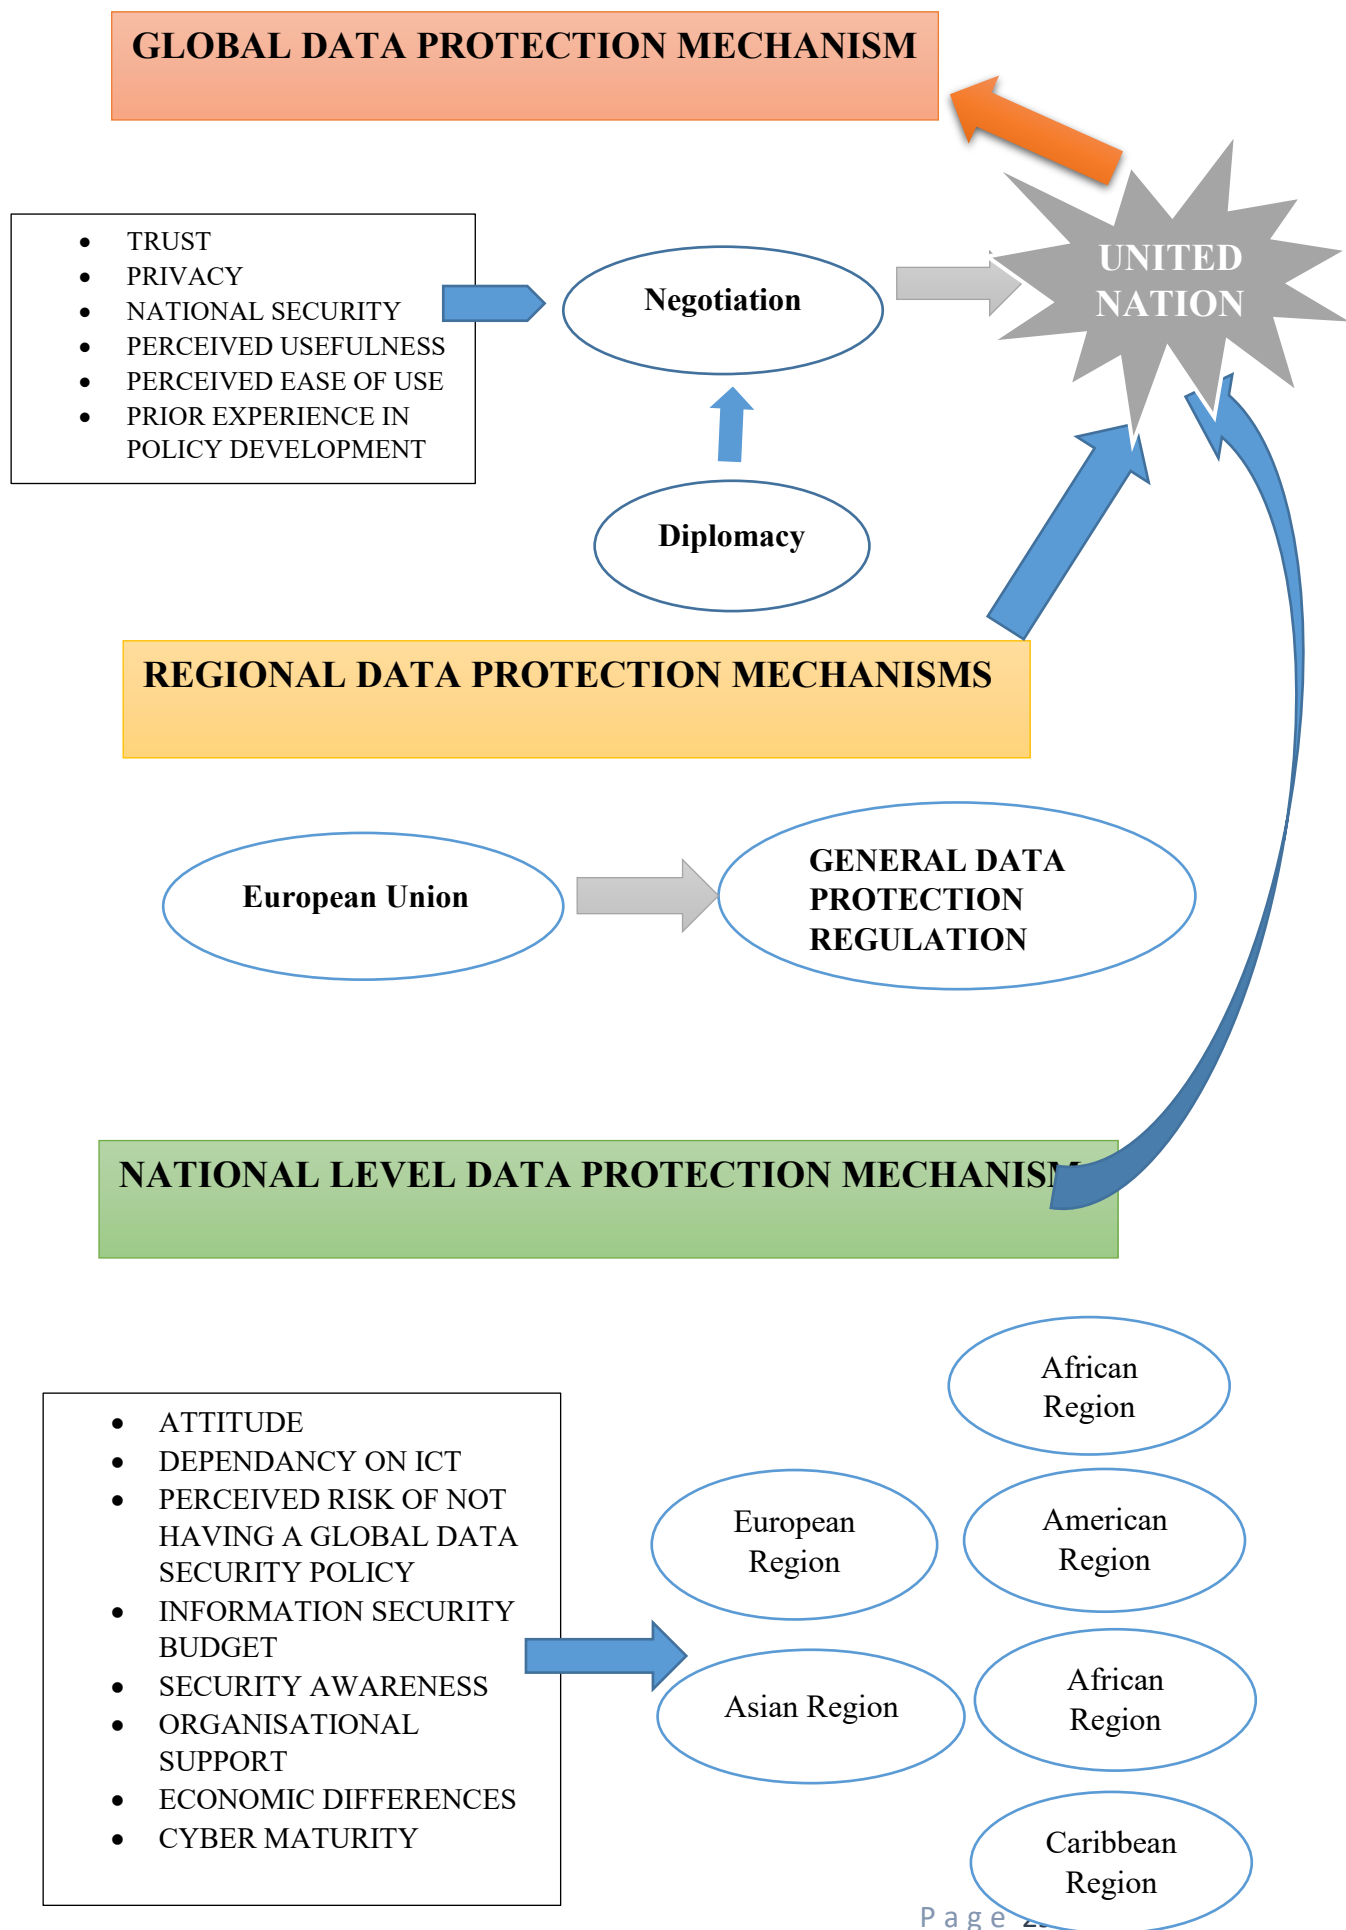 GLOBAL DATA PROTECTION MECHANISM
• TRUST
• PRIVACY
• NATIONAL SECURITY
• PERCEIVED USEFULNESS
• PERCEIVED EASE OF USE
• PRIOR EXPERIENCE IN
POLICY DEVELOPMENT
Negotiation
UNITED
NATION
Diplomacy
REGIONAL DATA PROTECTION MECHANISMS
European Union
GENERAL DATA
PROTECTION
REGULATION
NATIONAL LEVEL DATA PROTECTION MECHANISM
• ATTITUDE
• DEPENDANCY ON ICT
• PERCEIVED RISK OF NOT
HAVING A GLOBAL DATA
SECURITY POLICY
• INFORMATION SECURITY
BUDGET
• SECURITY AWARENESS
• ORGANISATIONAL
SUPPORT
• ECONOMIC DIFFERENCES
• CYBER MATURITY
African
Region
European
Region
American
Region
Asian Region
African
Region
Caribbean
Region
Page